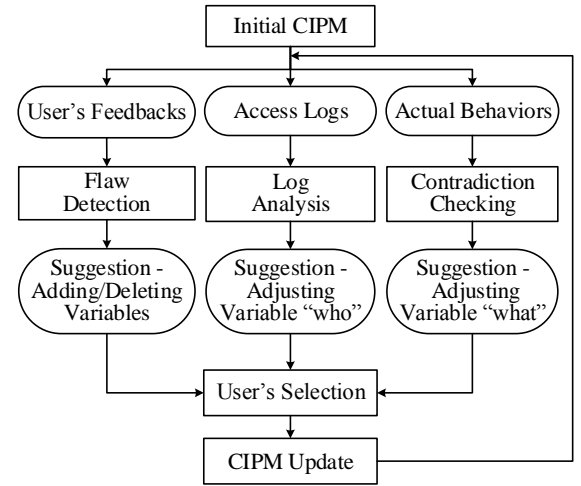 Initial CIPM
User's Feedbacks
Access Logs
Actual Behaviors
Flaw
Detection
Log
Analysis
Contradiction
Checking
Suggestion -
Adding/Deleting
Variables
Suggestion -
Adjusting
Variable “who”
Suggestion -
Adjusting
Variable “what”
User's Selection
CIPM Update